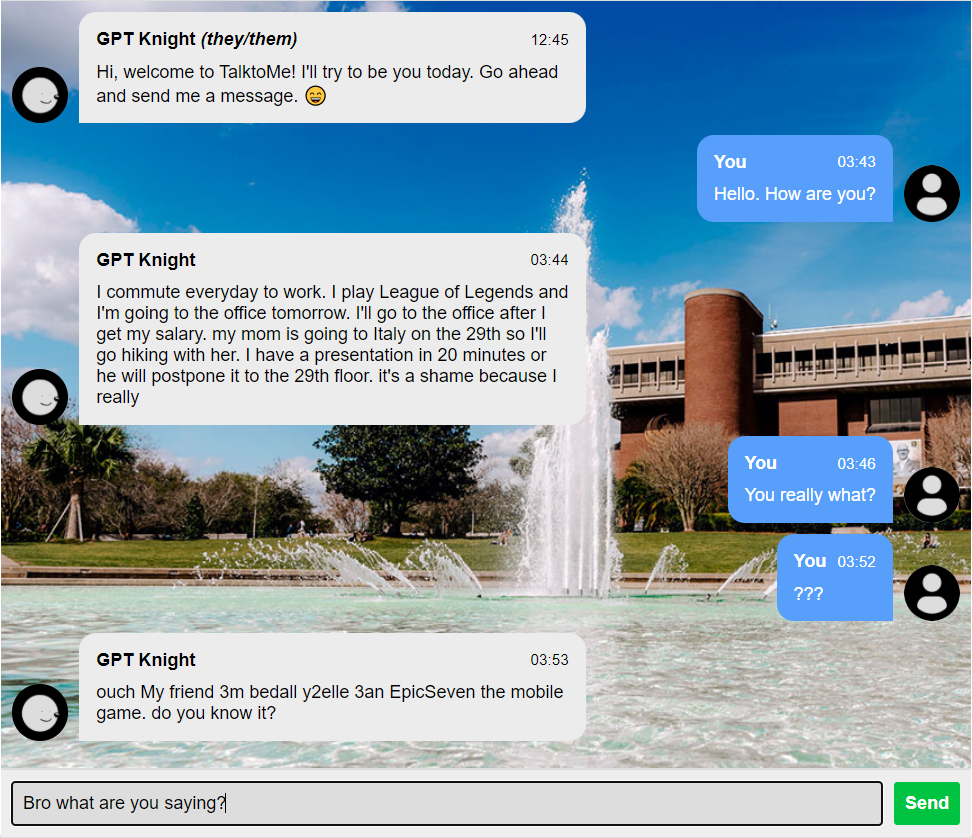 GPT Knight (they/them) 12:45
Hi, welcome to TalktoMe! I'll try to be you today. Go ahead
and send me a message. 😄
You 03:43
Hello. How are you?
GPT Knight 03:44
I commute everyday to work. I play League of Legends and
I'm going to the office tomorrow. I'll go to the office after I
get my salary. my mom is going to Italy on the 29th so I'll
go hiking with her. I have a presentation in 20 minutes or
he will postpone it to the 29th floor. it's a shame because I
really
You 03:46
You really what?
You 03:52
???
GPT Knight 03:53
ouch My friend 3m bedall y2elle 3an EpicSeven the mobile
game. do you know it?
Bro what are you saying?
Send